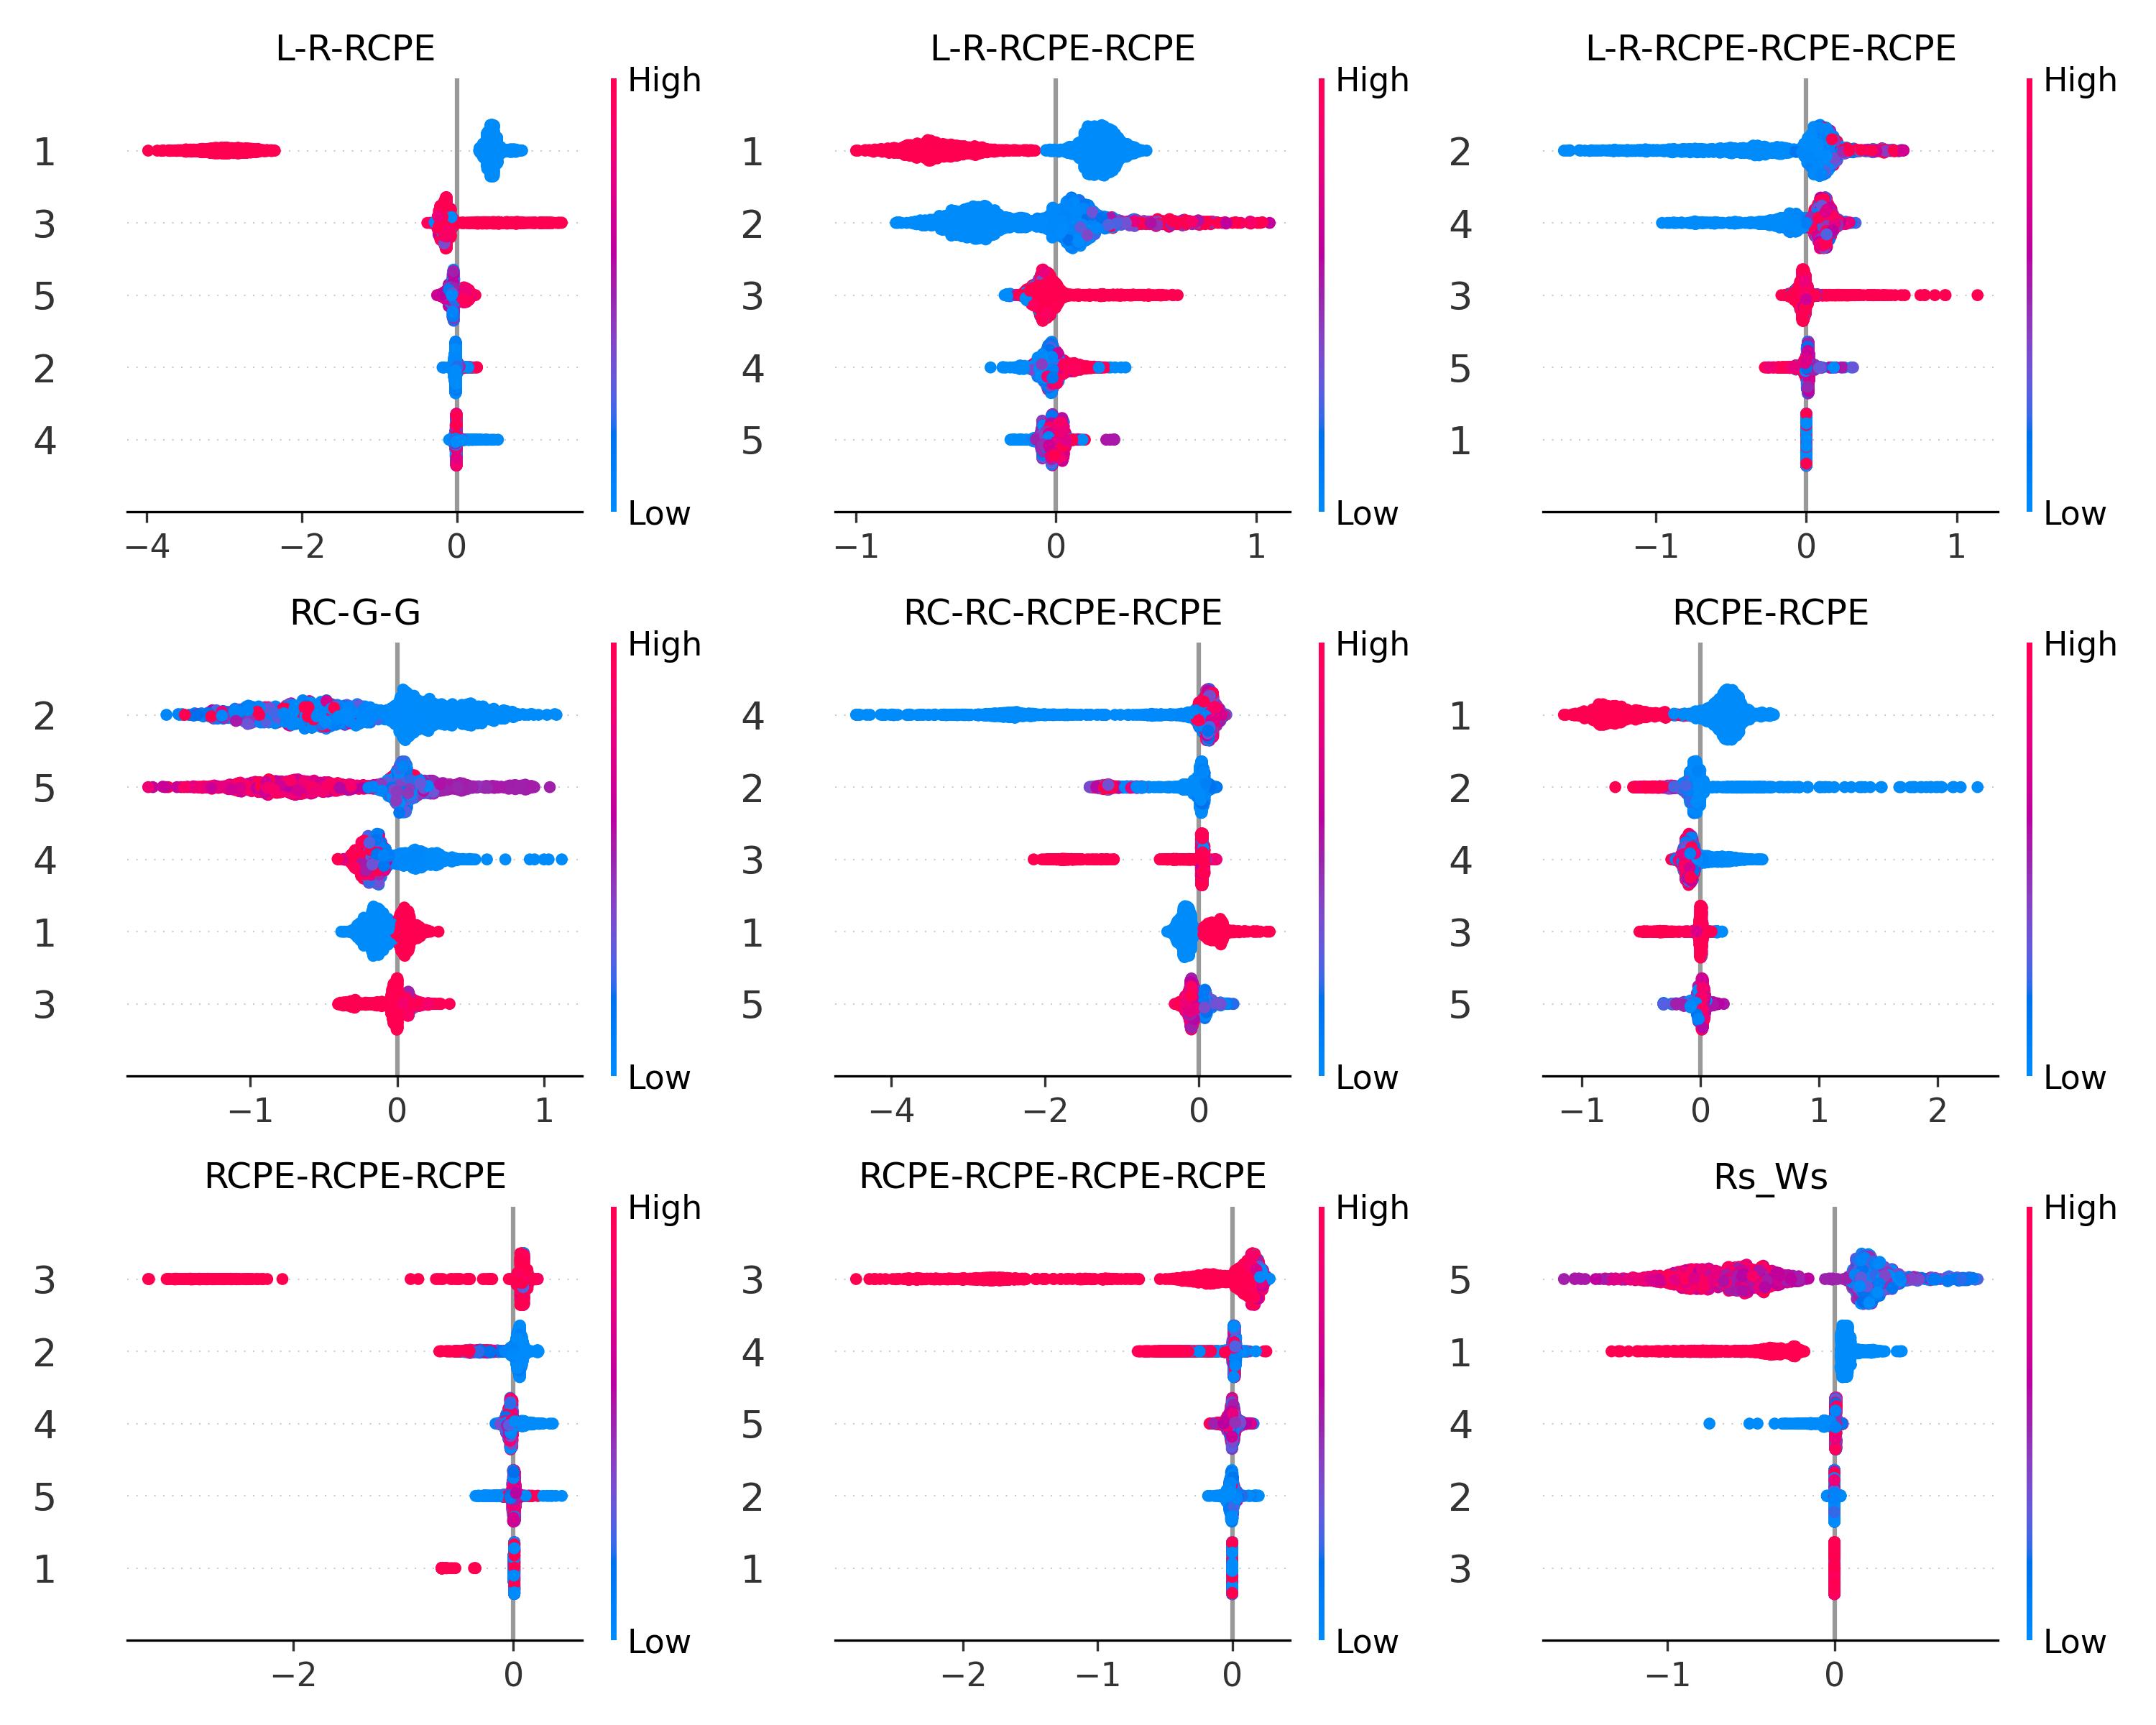 L-R-RCPE
High
1
3
5
2
4
Low
−4 −2 0
L-R-RCPE-RCPE
High
1
2
3
4
5
Low
−1 0 1
L-R-RCPE-RCPE-RCPE
High
2
4
3
5
1
Low
−1 0 1
RC-G-G
High
2
5
4
1
3
Low
−1 0 1
RC-RC-RCPE-RCPE
High
4
2
3
1
5
Low
−4 −2 0
RCPE-RCPE
High
1
2
4
3
5
Low
−1 0 1 2
RCPE-RCPE-RCPE
High
3
2
4
5
1
Low
−2 0
RCPE-RCPE-RCPE-RCPE
High
3
4
5
2
1
Low
−2 −1 0
Rs_Ws
High
5
1
4
2
3
Low
−1 0